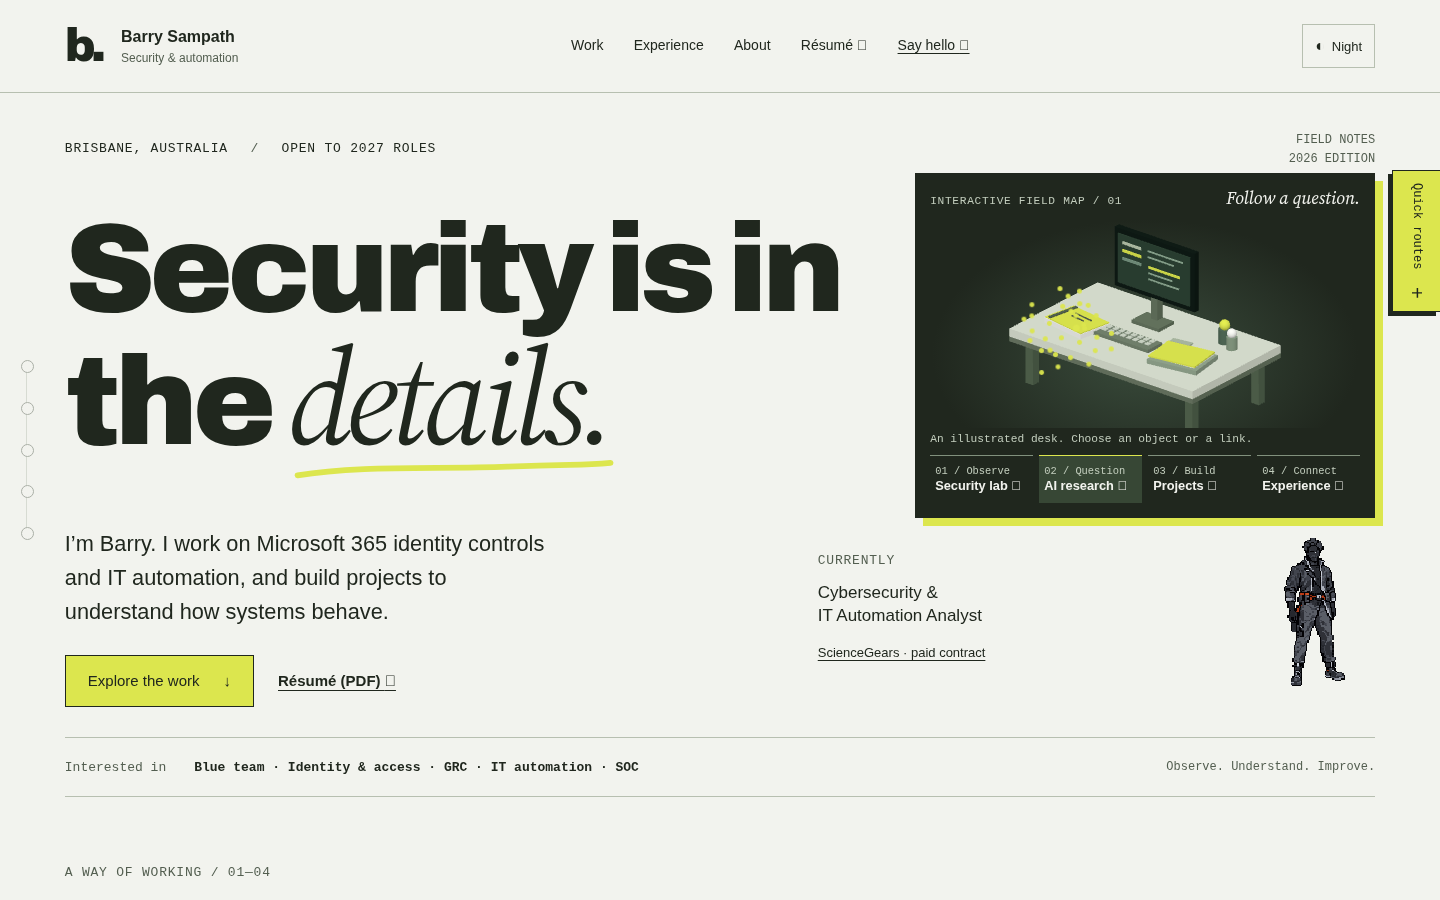 b.
Barry Sampath
Security & automation
Work
Experience
About
Résumé
Say hello
Night
BRISBANE, AUSTRALIA / OPEN TO 2027 ROLES
FIELD NOTES
2026 EDITION
Security is in
the details.
INTERACTIVE FIELD MAP / 01
Follow a question.
An illustrated desk. Choose an object or a link.
01 / Observe
Security lab
02 / Question
AI research
03 / Build
Projects
04 / Connect
Experience
Quick routes +
I’m Barry. I work on Microsoft 365 identity controls
and IT automation, and build projects to
understand how systems behave.
Explore the work ↓
Résumé (PDF)
CURRENTLY
Cybersecurity &
IT Automation Analyst
ScienceGears · paid contract
Interested in
Blue team · Identity & access · GRC · IT automation · SOC
Observe. Understand. Improve.
A WAY OF WORKING / 01—04